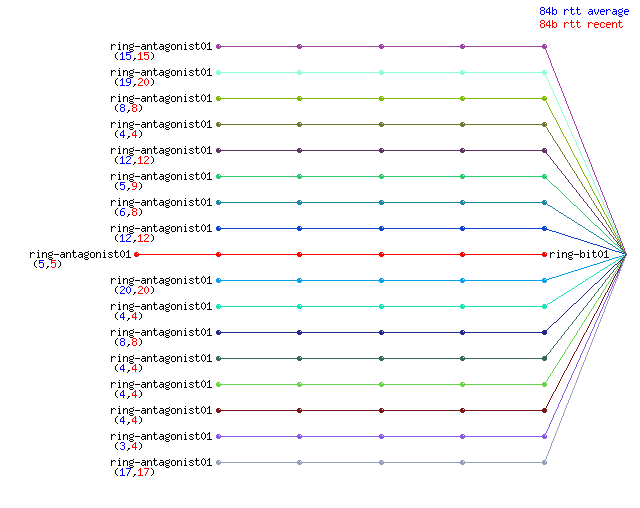 84b rtt average
84b rtt recent
ring-antagonist01
(15,15)
ring-antagonist01
(19,20)
ring-antagonist01
(8,8)
ring-antagonist01
(4,4)
ring-antagonist01
(12,12)
ring-antagonist01
(5,9)
ring-antagonist01
(6,8)
ring-antagonist01
(12,12)
ring-antagonist01 ring-bit01
(5,5)
ring-antagonist01
(20,20)
ring-antagonist01
(4,4)
ring-antagonist01
(8,8)
ring-antagonist01
(4,4)
ring-antagonist01
(4,4)
ring-antagonist01
(4,4)
ring-antagonist01
(3,4)
ring-antagonist01
(17,17)